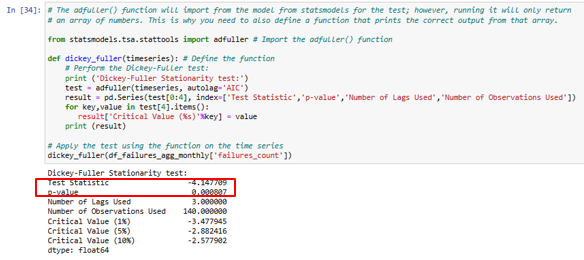 In [34]:
# The adfuller() function will import from the model from statsmodels for the test; however, running it will only return
# an array of numbers. This is why you need to also define a function that prints the correct output from that array.
from statsmodels.tsa.stattools import adfuller # Import the adfuller() function
def dickey_fuller(timeseries): # Define the function
# Perform the Dickey-Fuller test:
print ('Dickey-Fuller Stationarity test:')
test = adfuller(timeseries, autolag='AIC')
result = pd.Series(test[0:4], index=['Test Statistic','p-value','Number of Lags Used','Number of Observations Used'])
for key,value in test[4].items():
result['Critical Value (%s)'%key] = value
print (result)
# Apply the test using the function on the time series
dickey_fuller(df_failures_agg_monthly['failures_count'])
Dickey-Fuller Stationarity test:
Test Statistic -4.147709
p-value 0.000807
Number of Lags Used 3.000000
Number of Observations Used 140.000000
Critical Value (1%) -3.477945
Critical Value (5%) -2.882416
Critical Value (10%) -2.577902
dtype: float64